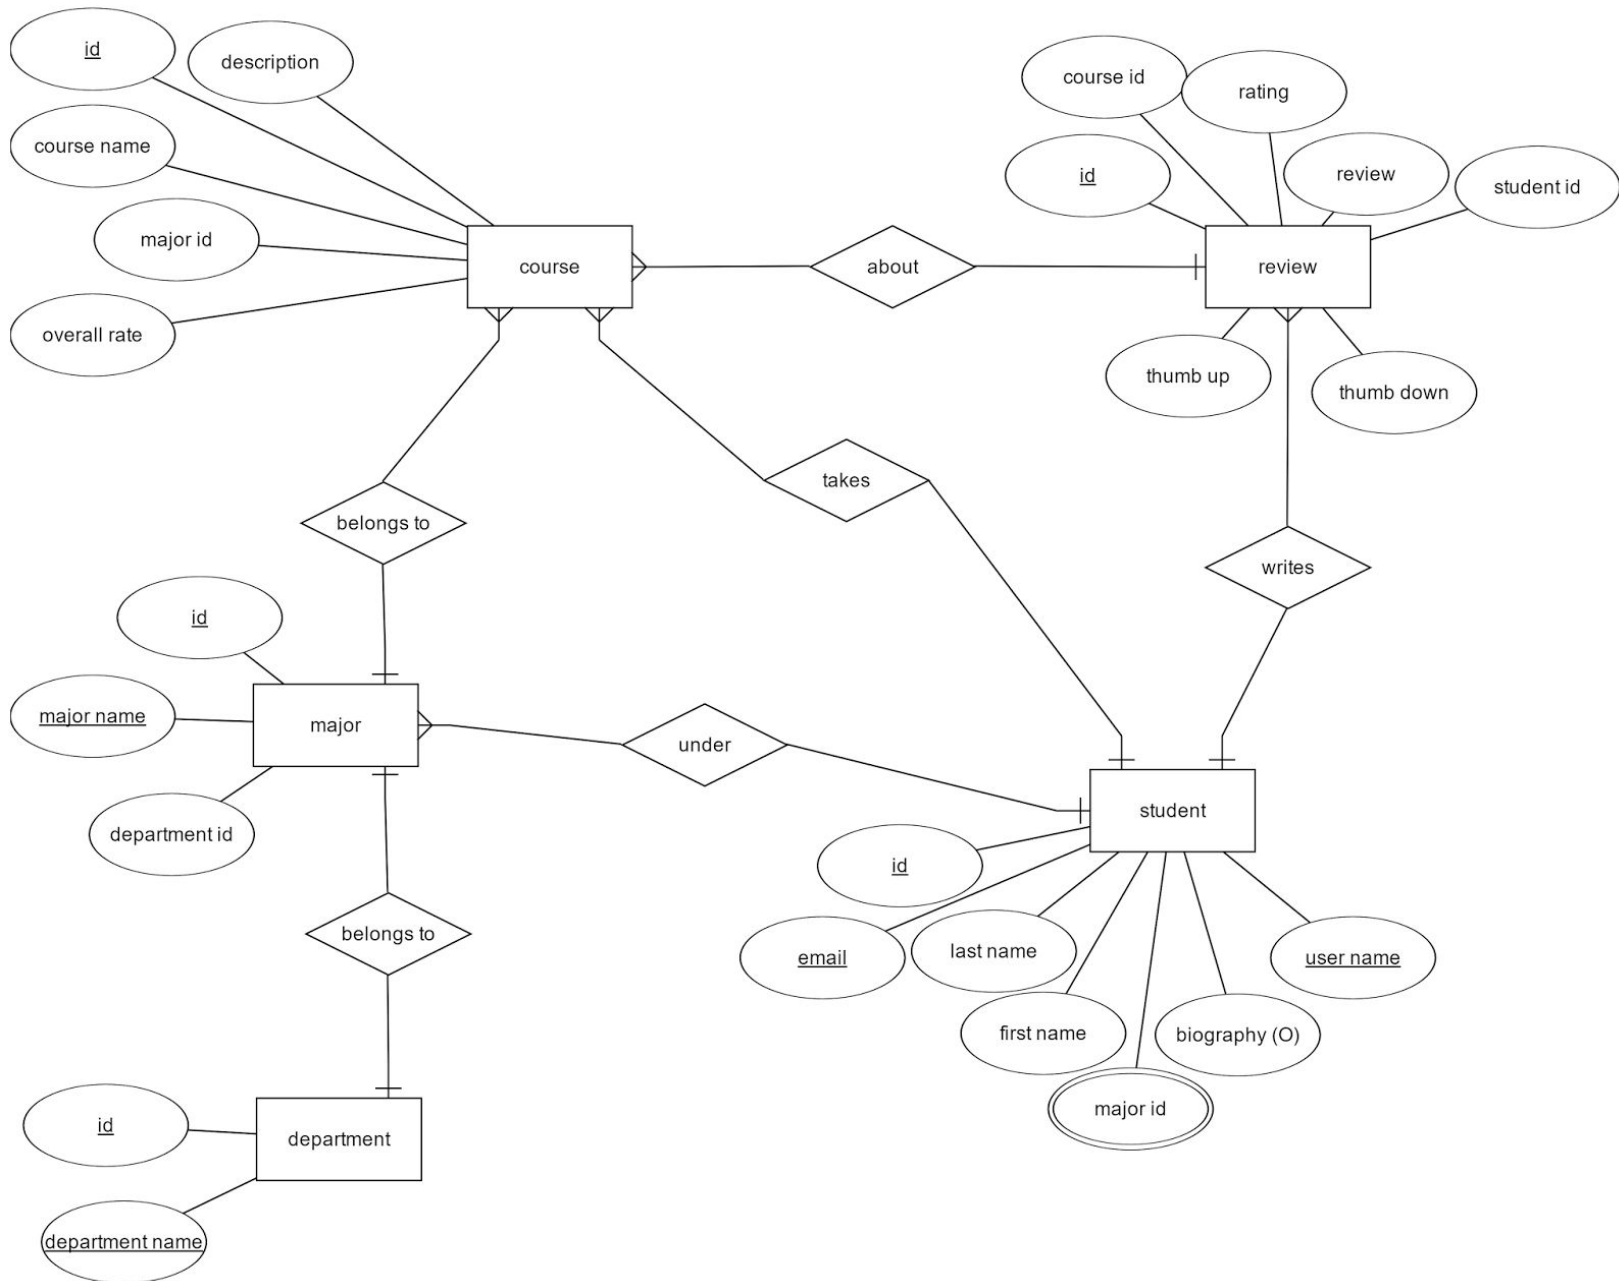 id
description
course name
major id
overall rate
course
about
course id
rating
id
review
student id
review
thumb up
thumb down
belongs to
takes
writes
id
major name
major
department id
under
student
id
email
last name
first name
major id
biography (O)
user name
belongs to
id
department
department name